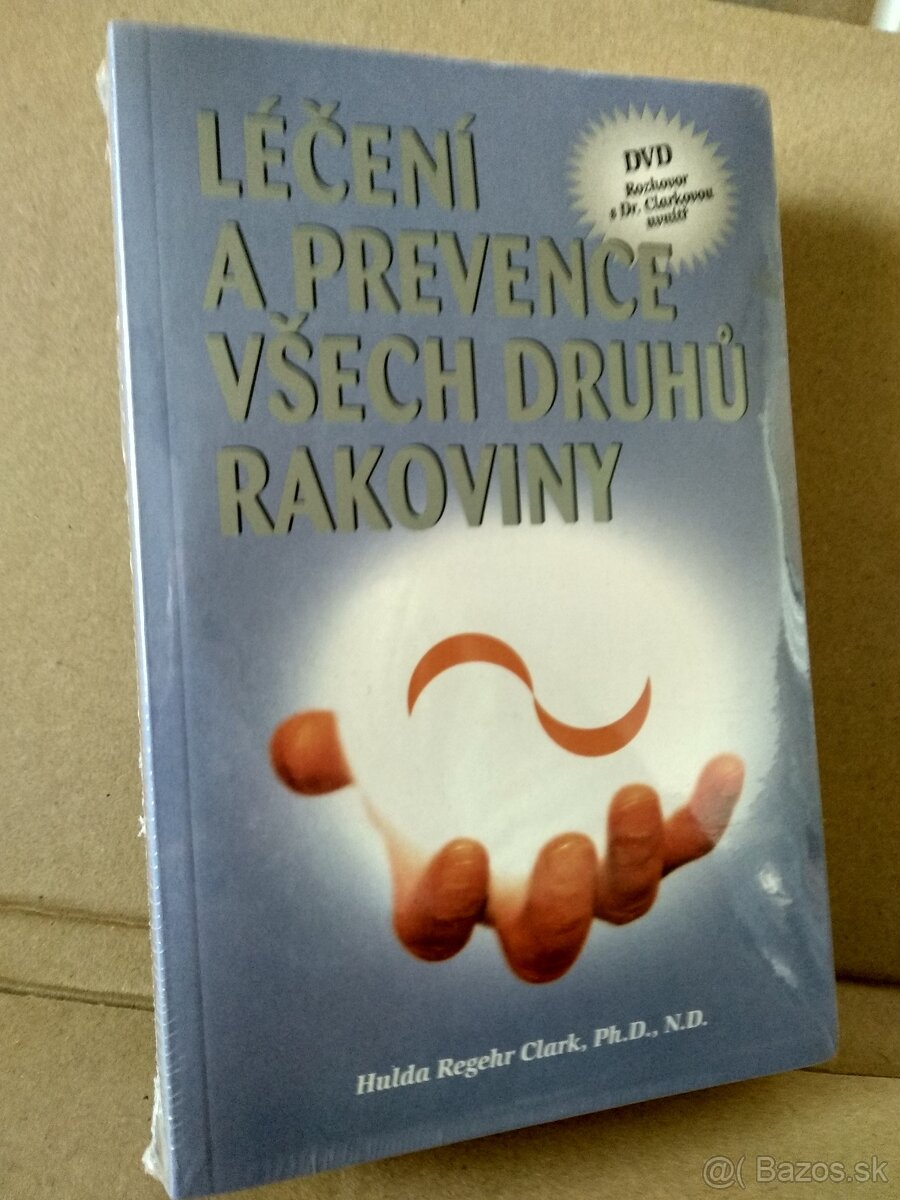 LÉČENÍ
A PREVENCE
VŠECH DRUHŮ
RAKOVINY
DVD
Rozhovor
s Dr. Clarkovou
uvnitř
Hulda Regehr Clark, Ph.D., N.D.
@( Bazos.sk